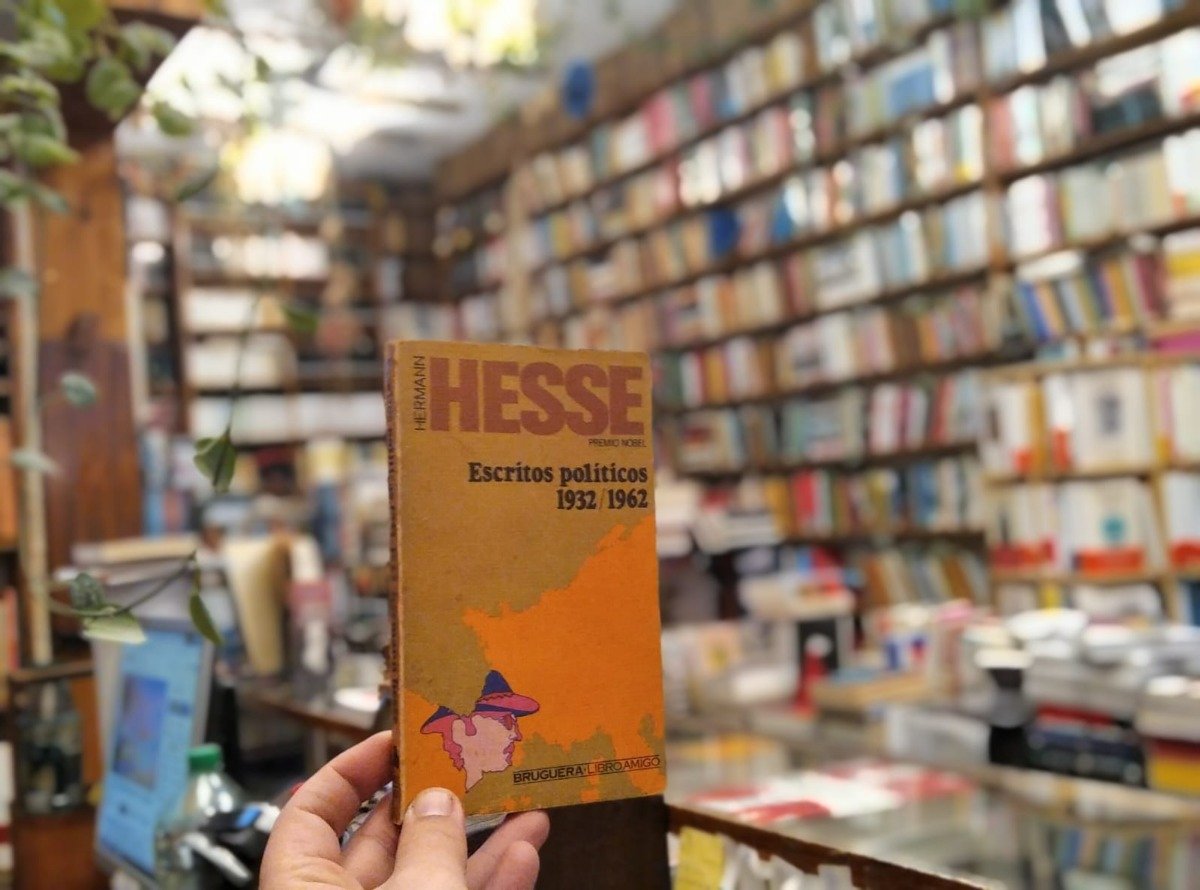 HERMANN
HESSE
PREMIO NOBEL
Escritos políticos
1932/1962
BRUGUERA·LIBRO AMIGO